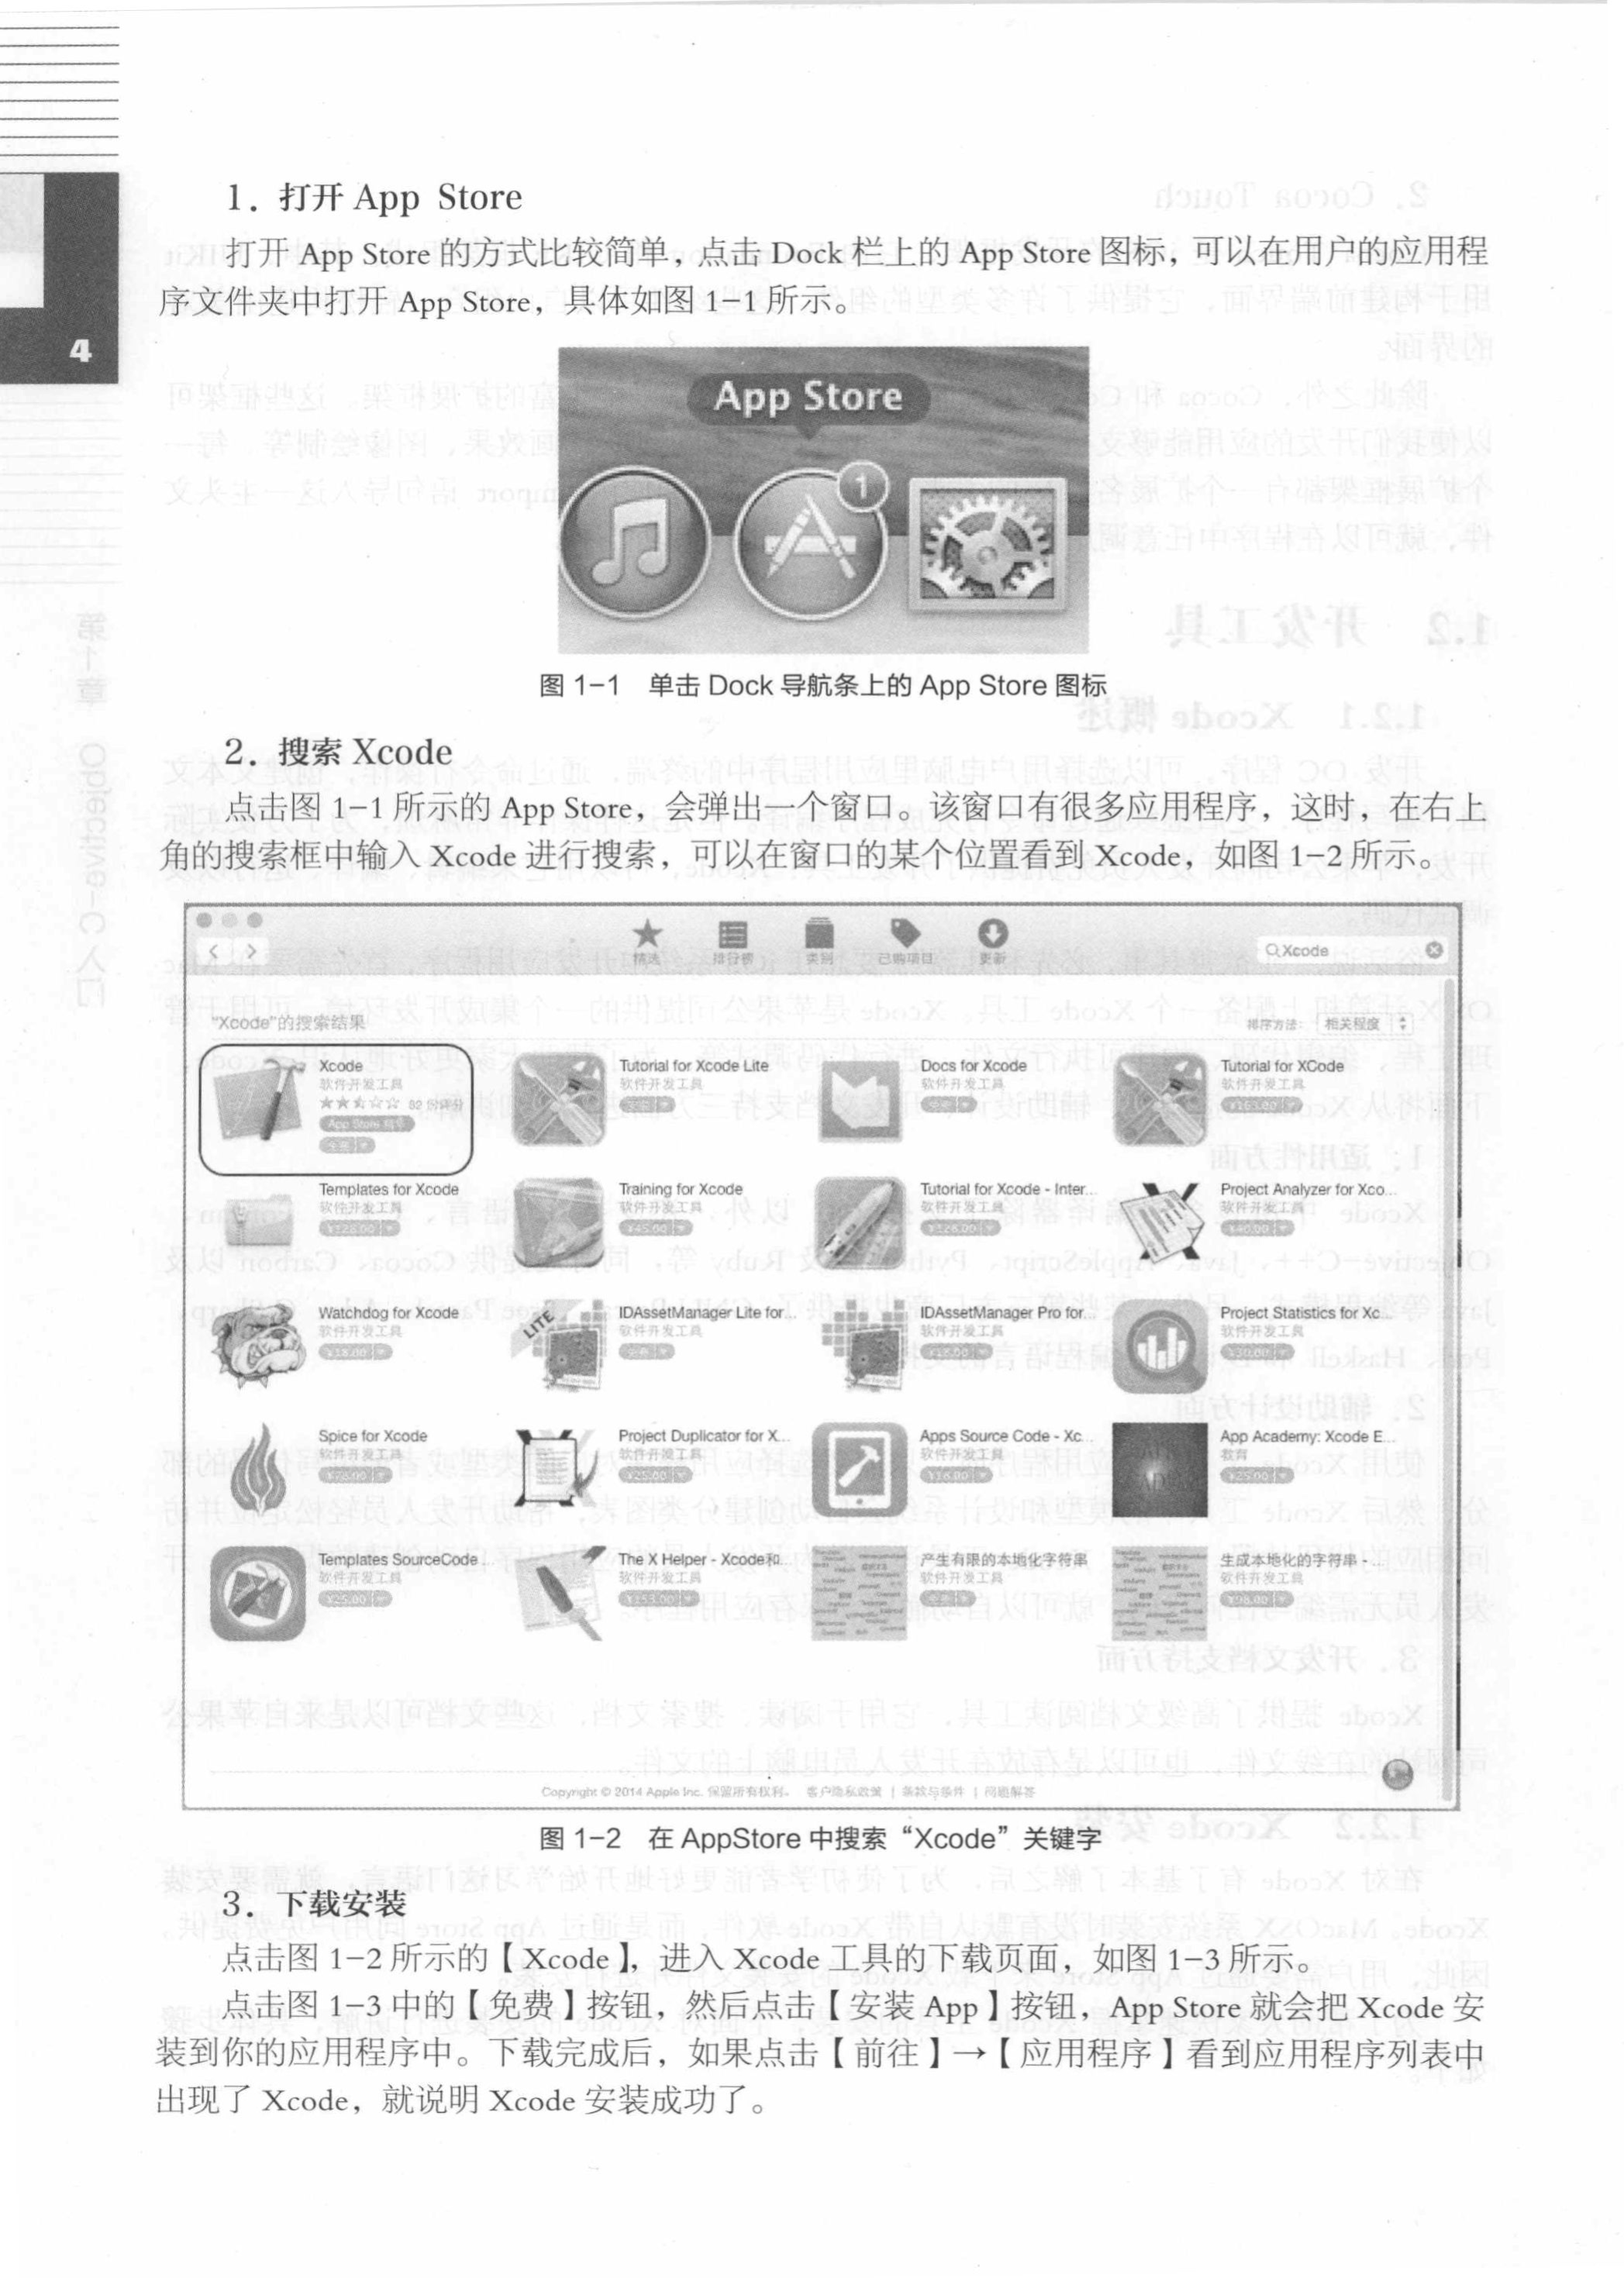 4
1. 打开 App Store
打开 App Store 的方式比较简单，点击 Dock 栏上的 App Store 图标，可以在用户的应用程
序文件夹中打开 App Store，具体如图 1-1 所示。
App Store
1
图 1-1 单击 Dock 导航条上的 App Store 图标
2. 搜索 Xcode
点击图 1-1 所示的 App Store，会弹出一个窗口。该窗口有很多应用程序，这时，在右上
角的搜索框中输入 Xcode 进行搜索，可以在窗口的某个位置看到 Xcode，如图 1-2 所示。
精选 排行榜 类别 已购项目 更新
Xcode
"Xcode"的搜索结果
排序方法： 相关程度
Xcode
软件开发工具
82 份评分
Tutorial for Xcode Lite
软件开发工具
Docs for Xcode
软件开发工具
Tutorial for XCode
软件开发工具
Templates for Xcode
软件开发工具
Training for Xcode
软件开发工具
¥45.00
Tutorial for Xcode - Inter...
软件开发工具
Project Analyzer for Xco...
软件开发工具
Watchdog for Xcode
软件开发工具
¥18.00
LITE
IDAssetManager Lite for...
软件开发工具
IDAssetManager Pro for...
软件开发工具
Project Statistics for Xc...
软件开发工具
¥30.00
Spice for Xcode
软件开发工具
Project Duplicator for X...
软件开发工具
¥25.00
Apps Source Code - Xc...
软件开发工具
App Academy: Xcode E...
教育
¥25.00
Templates SourceCode...
软件开发工具
¥25.00
The X Helper - Xcode和...
软件开发工具
¥153.00
产生有限的本地化字符串
软件开发工具
生成本地化的字符串 - ...
软件开发工具
¥98.00
Copyright © 2014 Apple Inc. 保留所有权利。 客户隐私政策 | 条款与条件 | 问题解答
图 1-2 在 AppStore 中搜索“Xcode”关键字
3. 下载安装
点击图 1-2 所示的【Xcode】，进入 Xcode 工具的下载页面，如图 1-3 所示。
点击图 1-3 中的【免费】按钮，然后点击【安装 App】按钮，App Store 就会把 Xcode 安
装到你的应用程序中。下载完成后，如果点击【前往】→【应用程序】看到应用程序列表中
出现了 Xcode，就说明 Xcode 安装成功了。